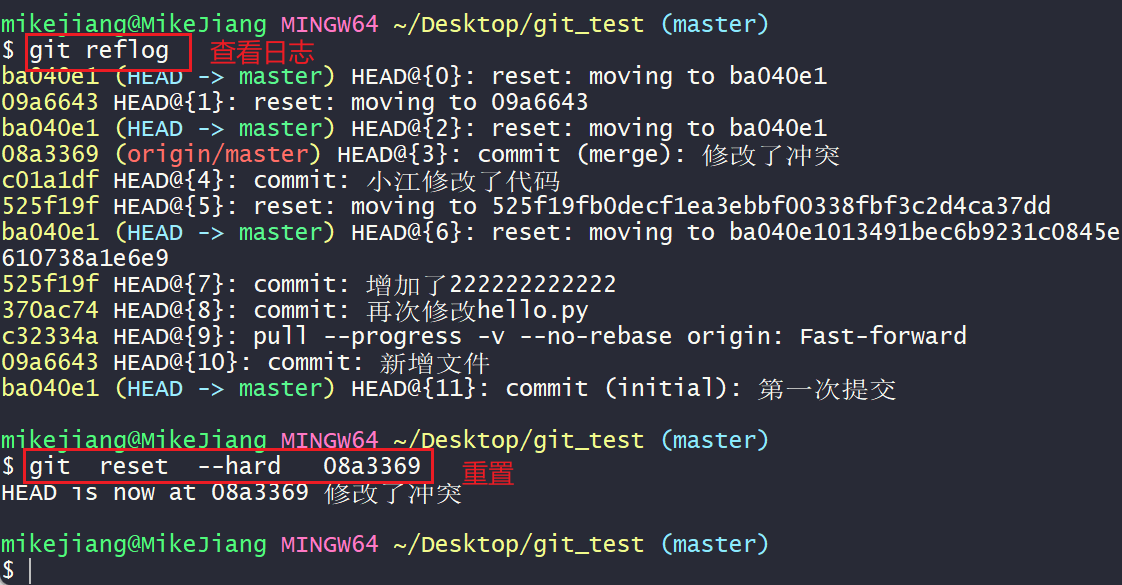 mikejiang@MikeJiang MINGW64 ~/Desktop/git_test (master)
$ git reflog 查看日志
ba040e1 (HEAD -> master) HEAD@{0}: reset: moving to ba040e1
09a6643 HEAD@{1}: reset: moving to 09a6643
ba040e1 (HEAD -> master) HEAD@{2}: reset: moving to ba040e1
08a3369 (origin/master) HEAD@{3}: commit (merge): 修改了冲突
c01a1df HEAD@{4}: commit: 小江修改了代码
525f19f HEAD@{5}: reset: moving to 525f19fb0decf1ea3ebbf00338fbf3c2d4ca37dd
ba040e1 (HEAD -> master) HEAD@{6}: reset: moving to ba040e1013491bec6b9231c0845e
610738a1e6e9
525f19f HEAD@{7}: commit: 增加了222222222222
370ac74 HEAD@{8}: commit: 再次修改hello.py
c32334a HEAD@{9}: pull --progress -v --no-rebase origin: Fast-forward
09a6643 HEAD@{10}: commit: 新增文件
ba040e1 (HEAD -> master) HEAD@{11}: commit (initial): 第一次提交
mikejiang@MikeJiang MINGW64 ~/Desktop/git_test (master)
$ git reset --hard 08a3369 重置
HEAD is now at 08a3369 修改了冲突
mikejiang@MikeJiang MINGW64 ~/Desktop/git_test (master)
$